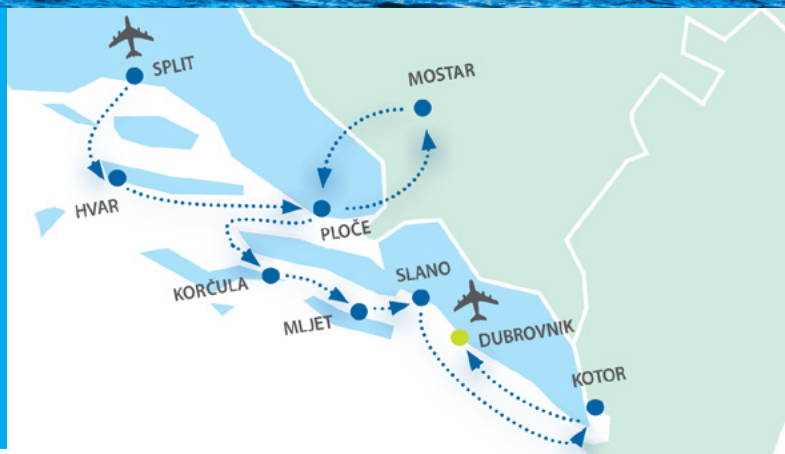 SPLIT
MOSTAR
HVAR
PLOČE
KORČULA
SLANO
MLJET
DUBROVNIK
KOTOR